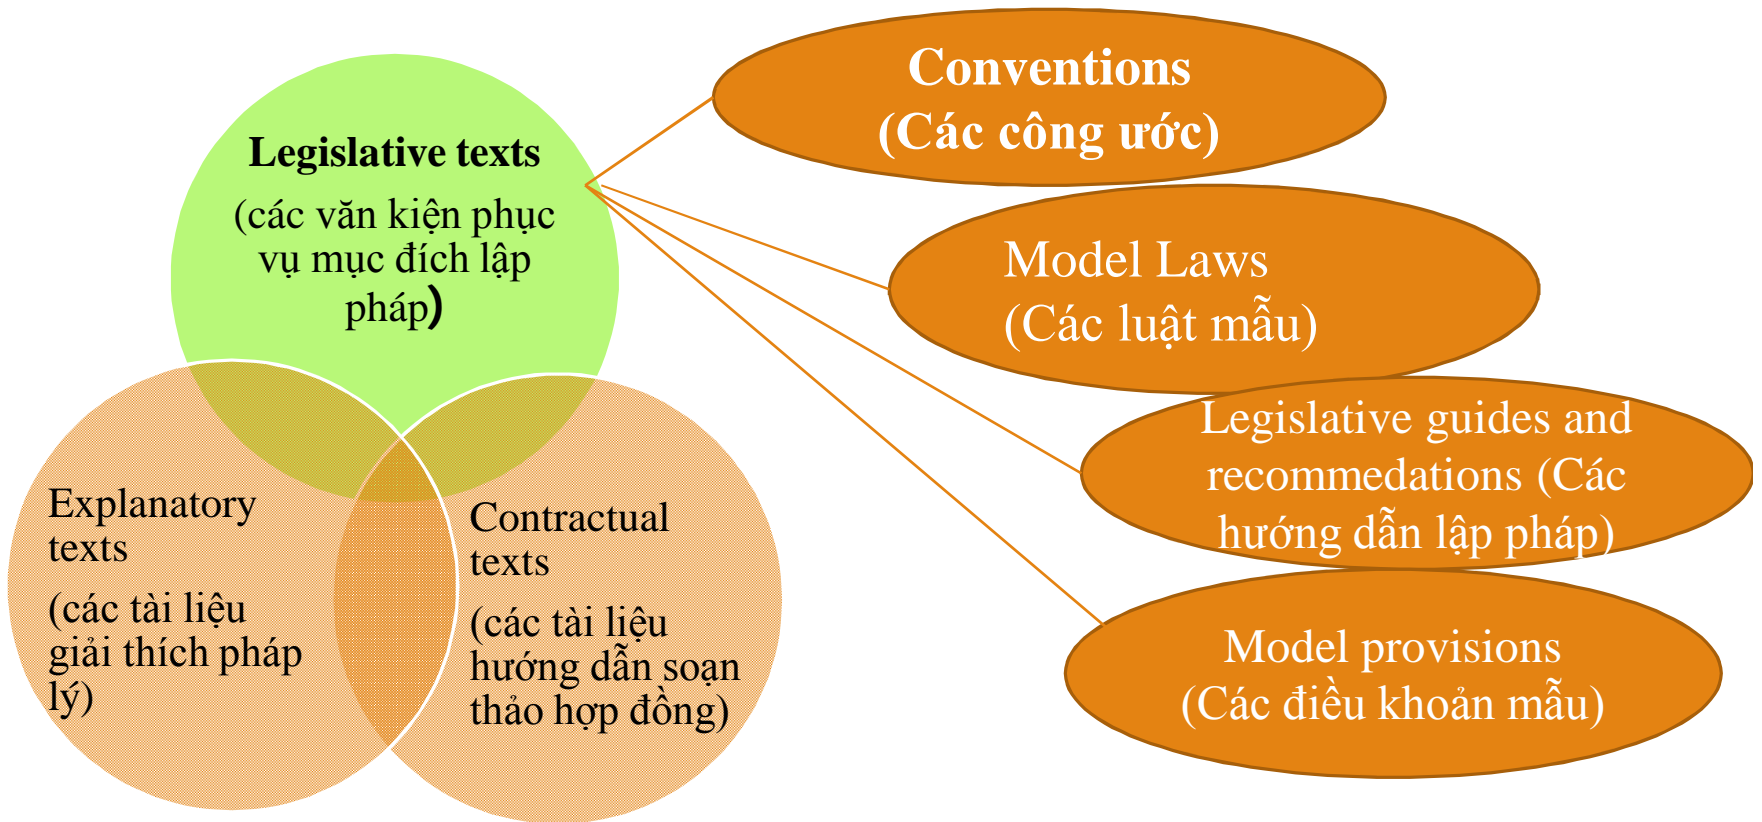 Legislative texts
(các văn kiện phục
vụ mục đích lập
pháp)
Explanatory
texts
(các tài liệu
giải thích pháp
lý)
Contractual
texts
(các tài liệu
hướng dẫn soạn
thảo hợp đồng)
Conventions
(Các công ước)
Model Laws
(Các luật mẫu)
Legislative guides and
recommedations (Các
hướng dẫn lập pháp)
Model provisions
(Các điều khoản mẫu)